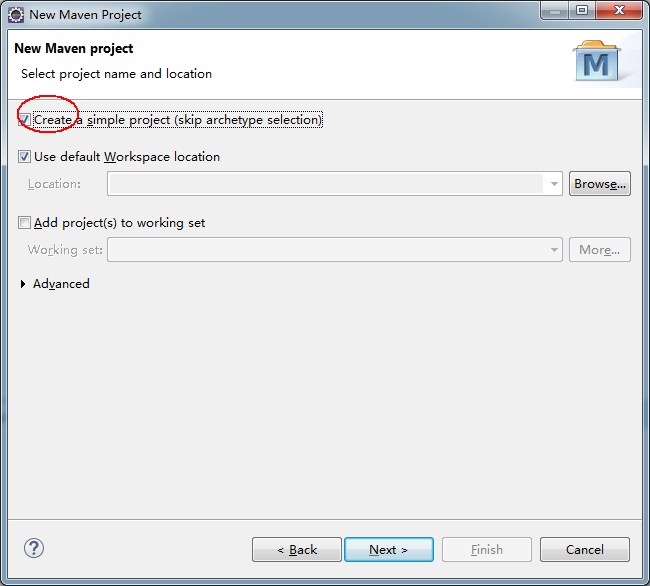 New Maven Project
New Maven project
Select project name and location
M
Create a simple project (skip archetype selection)
Use default Workspace location
Location:
Browse...
Add project(s) to working set
Working set:
More...
Advanced
?
< Back
Next >
Finish
Cancel